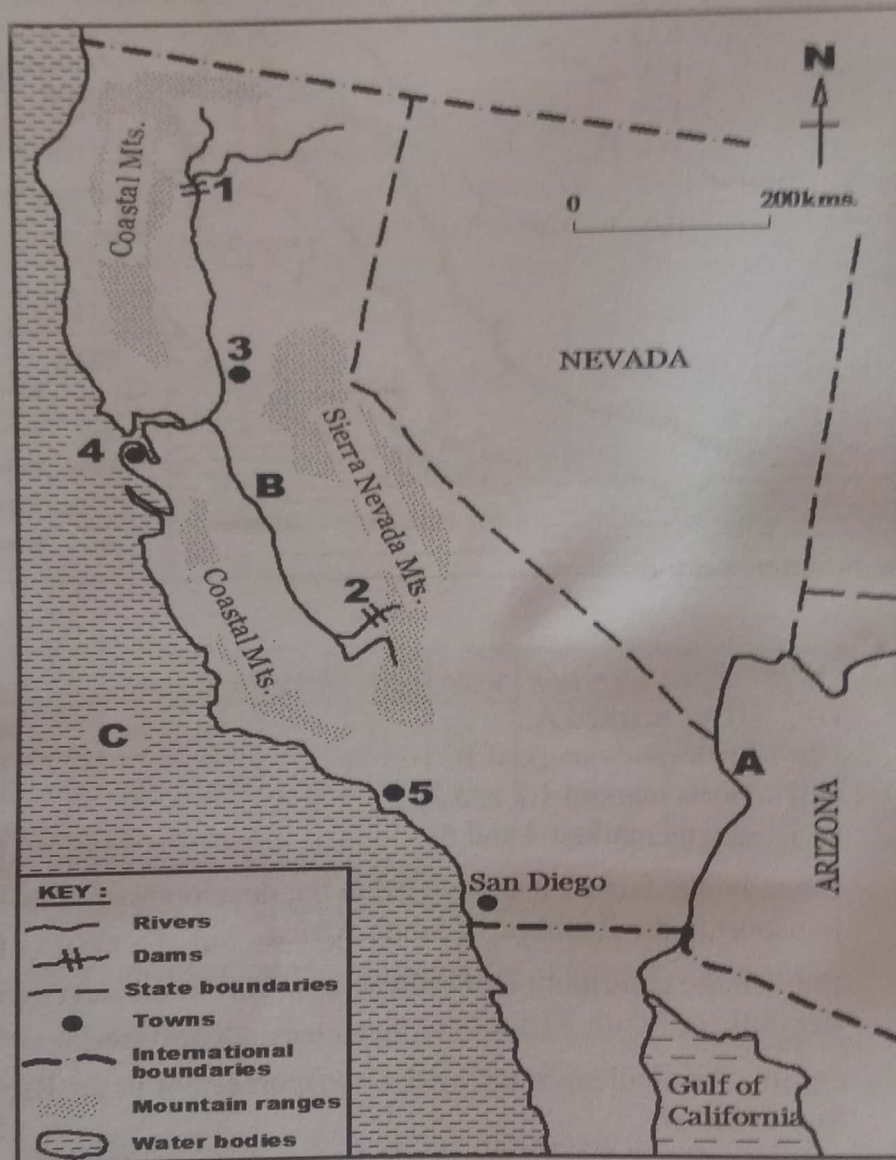 N
Coastal Mts.
1
0 200kms.
3
NEVADA
4
Sierra Nevada Mts.
B
2
Coastal Mts.
C
A
5
ARIZONA
San Diego
KEY :
Rivers
Dams
State boundaries
Towns
International
boundaries
Mountain ranges
Water bodies
Gulf of
California